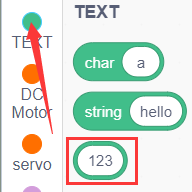 TEXT
TEXT
DC
Motor
servo
char a
string hello
123